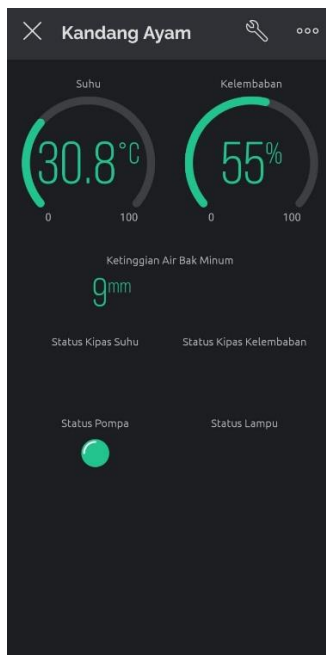 Kandang Ayam
Suhu
Kelembaban
30.8°C
55%
0 100
0 100
Ketinggian Air Bak Minum
9mm
Status Kipas Suhu
Status Kipas Kelembaban
Status Pompa
Status Lampu